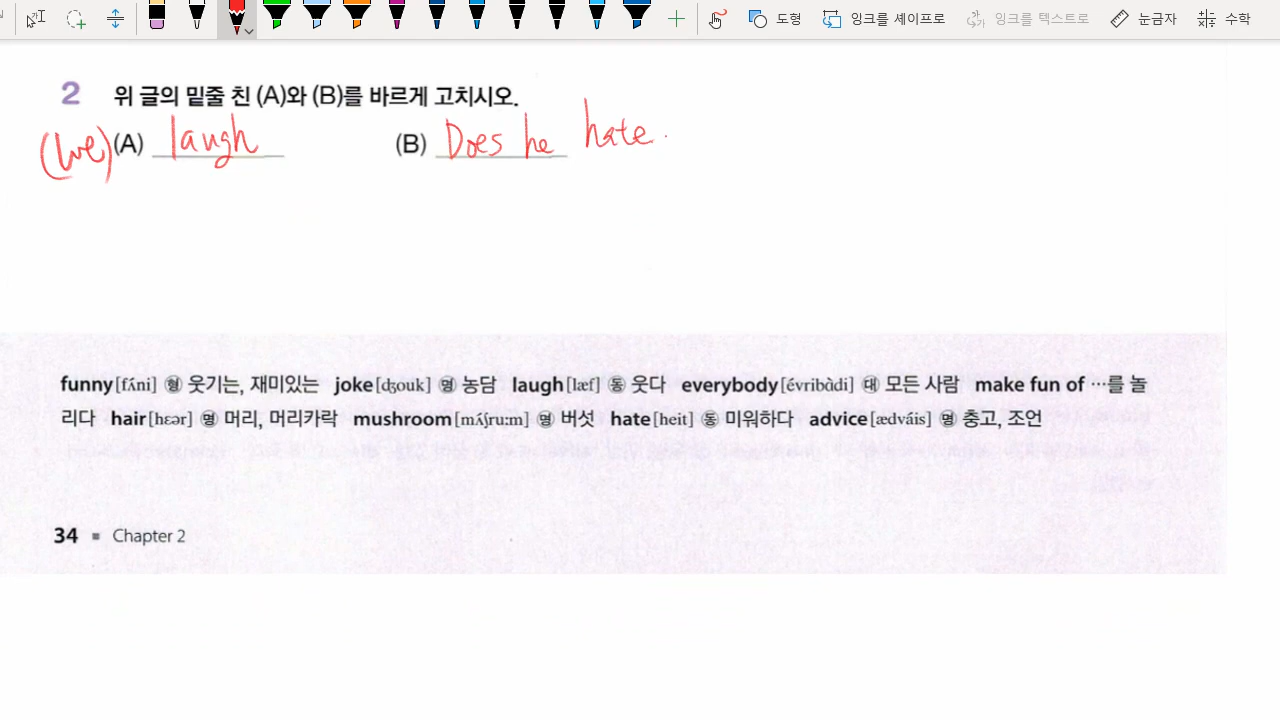 도형 잉크를 셰이프로 잉크를 텍스트로 눈금자 수학
2 위 글의 밑줄 친 (A)와 (B)를 바르게 고치시오.
(we) (A) laugh (B) Does he hate.
funny[fʌ́ni] 형 웃기는, 재미있는 joke[dʒouk] 명 농담 laugh[læf] 동 웃다 everybody[évribàdi] 대 모든 사람 make fun of …를 놀
리다 hair[hɛər] 명 머리, 머리카락 mushroom[mʌ́ʃruːm] 명 버섯 hate[heit] 동 미워하다 advice[ædváis] 명 충고, 조언
34 ■ Chapter 2